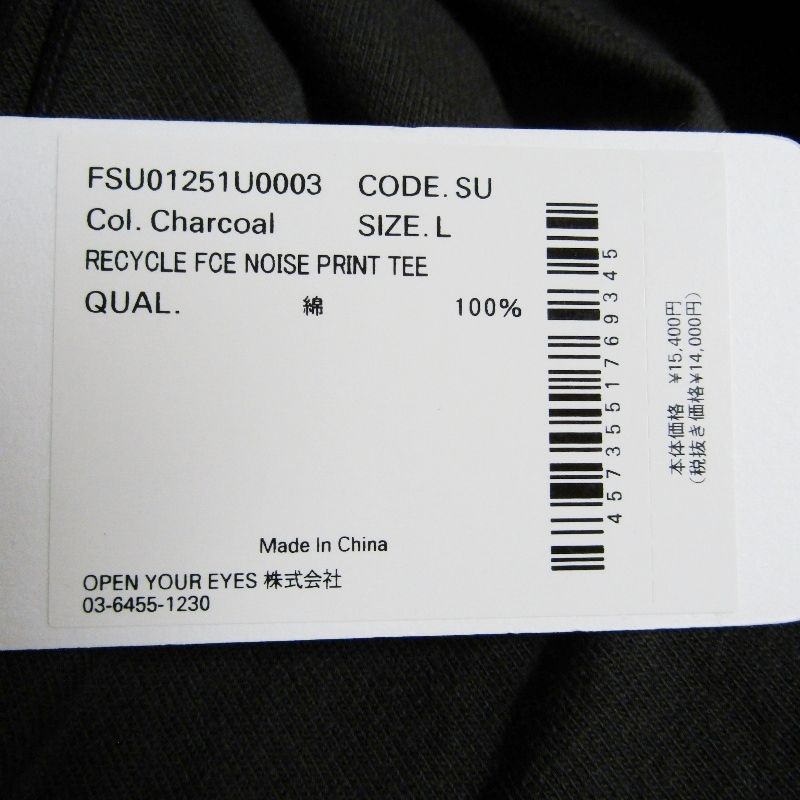 FSU01251U0003 CODE. SU
Col. Charcoal SIZE. L
RECYCLE FCE NOISE PRINT TEE
QUAL. 綿 100%
Made In China
OPEN YOUR EYES 株式会社
03-6455-1230
4573551769345
本体価格 ¥15,400円
(税抜き価格¥14,000円)